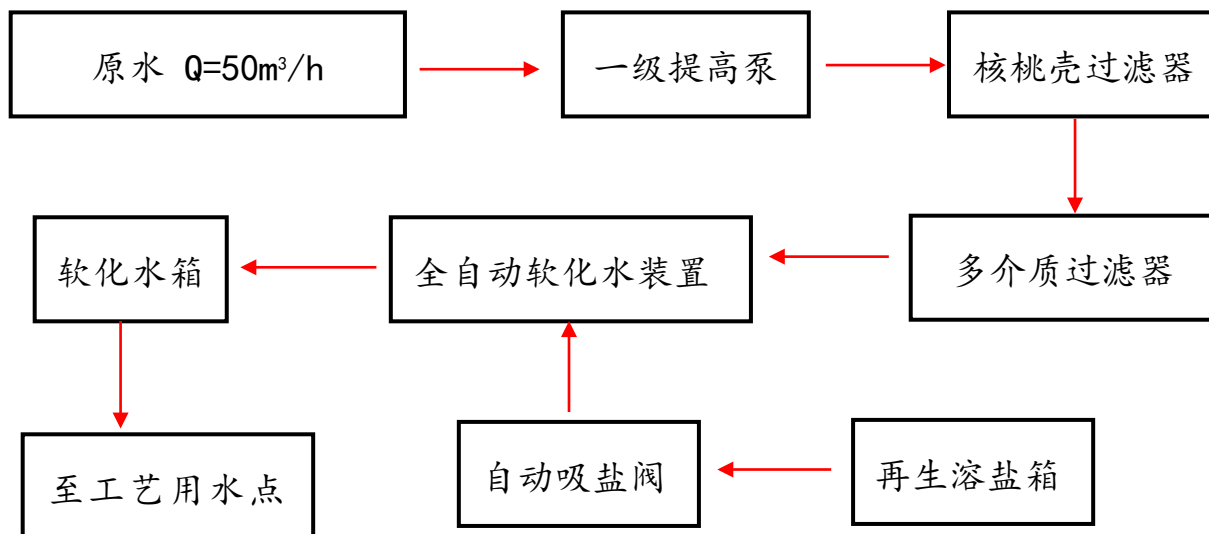 原水 Q=50m³/h
一级提高泵
核桃壳过滤器
软化水箱
全自动软化水装置
多介质过滤器
至工艺用水点
自动吸盐阀
再生溶盐箱